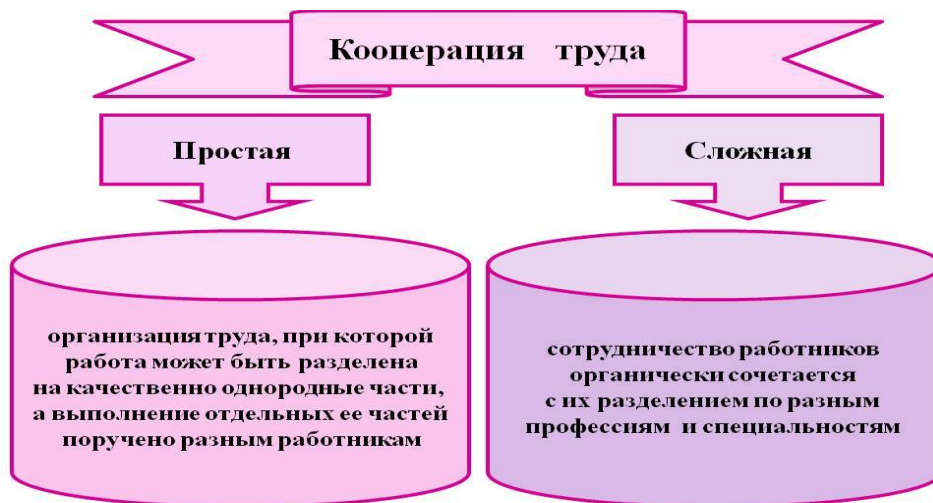 Кооперация труда
Простая
Сложная
организация труда, при которой
работа может быть разделена
на качественно однородные части,
а выполнение отдельных ее частей
поручено разным работникам
сотрудничество работников
органически сочетается
с их разделением по разным
профессиям и специальностям